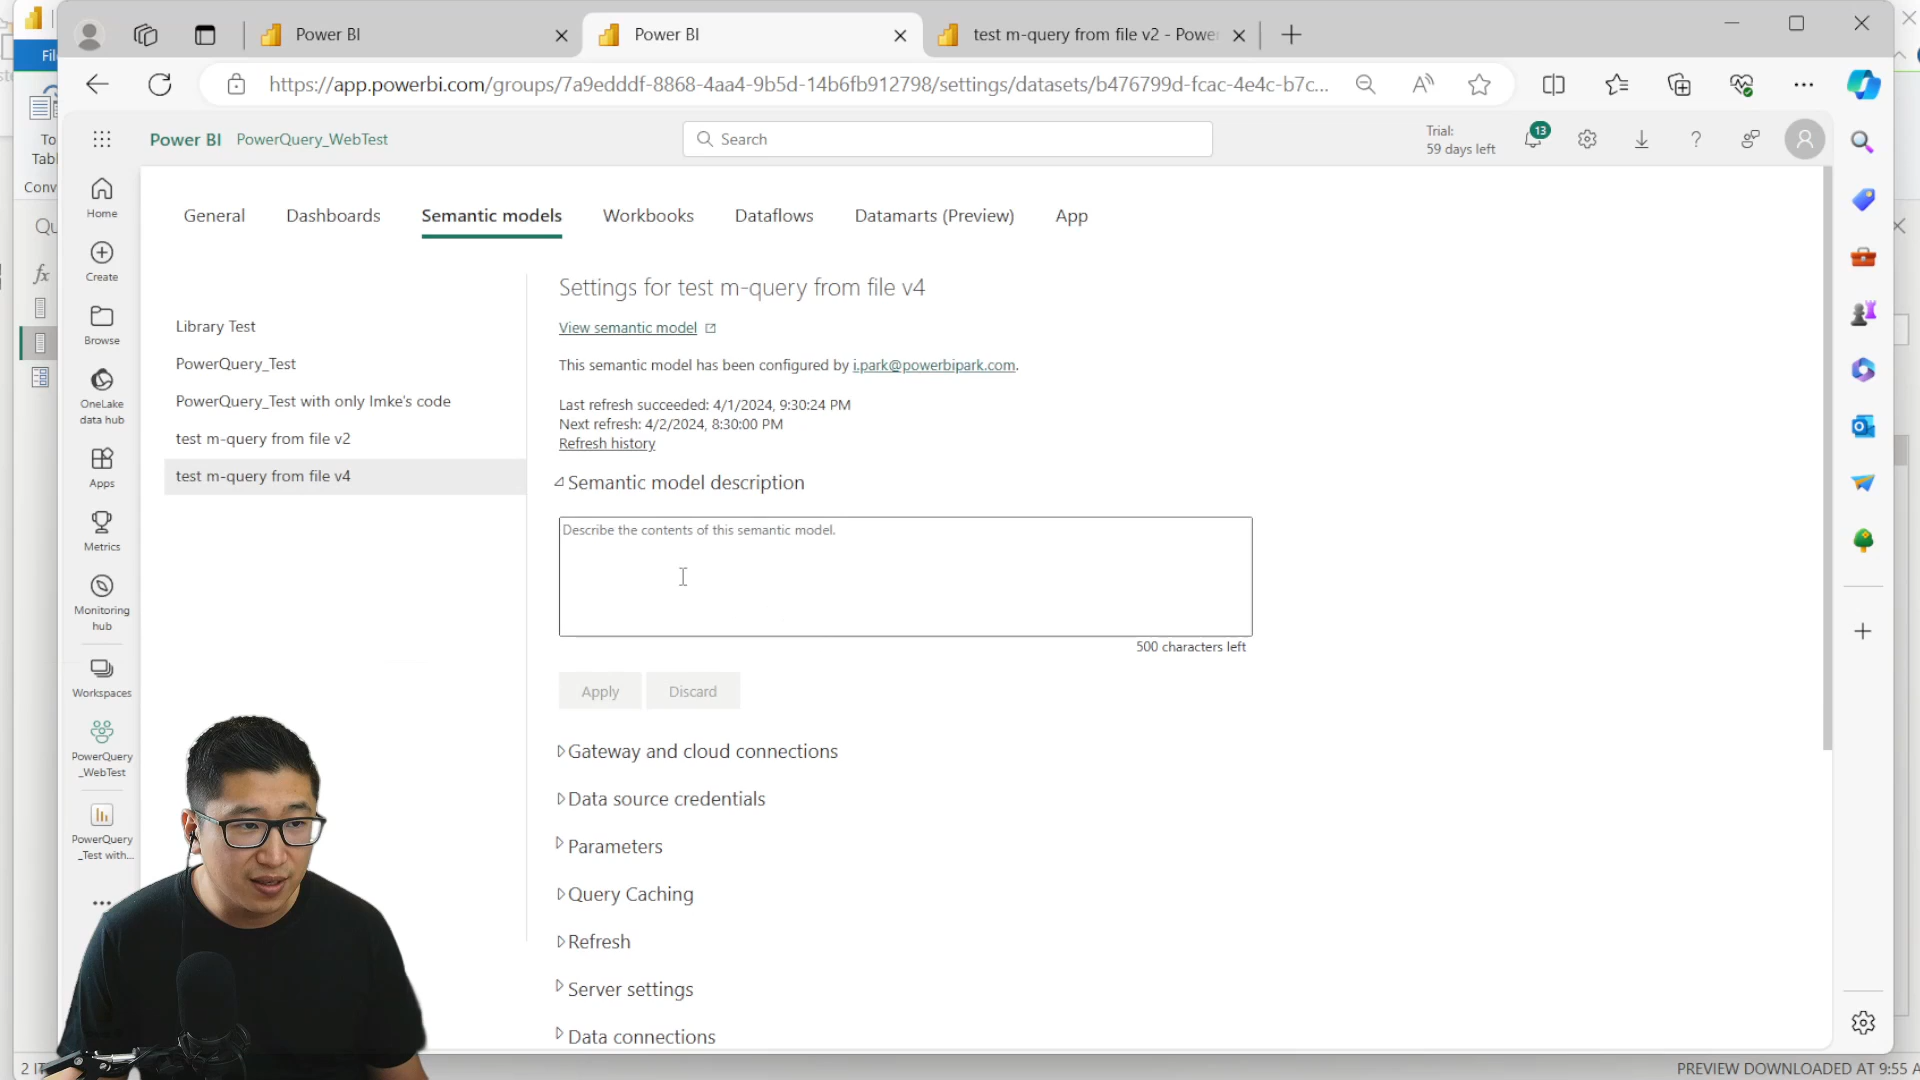 Power BI
Power BI
test m-query from file v2 - Power
https://app.powerbi.com/groups/7a9edddf-8868-4aa4-9b5d-14b6fb912798/settings/datasets/b476799d-fcac-4e4c-b7c...
Fil
To
Tabl
Conv
Qu
fx
Power BI PowerQuery_WebTest
Search
Trial:
59 days left
13
Home
Create
Browse
OneLake
data hub
Apps
Metrics
Monitoring
hub
Workspaces
PowerQuery
_WebTest
PowerQuery
_Test with...
General Dashboards Semantic models Workbooks Dataflows Datamarts (Preview) App
Library Test
PowerQuery_Test
PowerQuery_Test with only Imke's code
test m-query from file v2
test m-query from file v4
Settings for test m-query from file v4
View semantic model
This semantic model has been configured by i.park@powerbipark.com.
Last refresh succeeded: 4/1/2024, 9:30:24 PM
Next refresh: 4/2/2024, 8:30:00 PM
Refresh history
Semantic model description
Describe the contents of this semantic model.
500 characters left
Apply Discard
Gateway and cloud connections
Data source credentials
Parameters
Query Caching
Refresh
Server settings
Data connections
PREVIEW DOWNLOADED AT 9:55 A